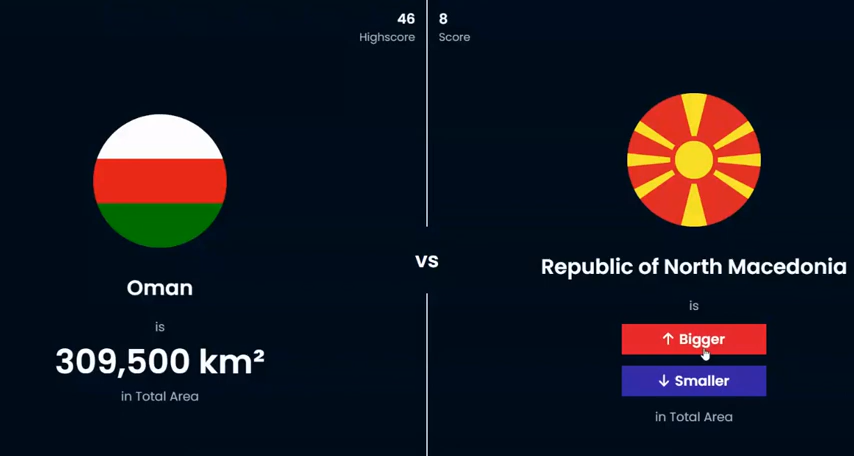 46
Highscore
8
Score
Oman
is
309,500 km²
in Total Area
vs
Republic of North Macedonia
is
↑ Bigger
↓ Smaller
in Total Area